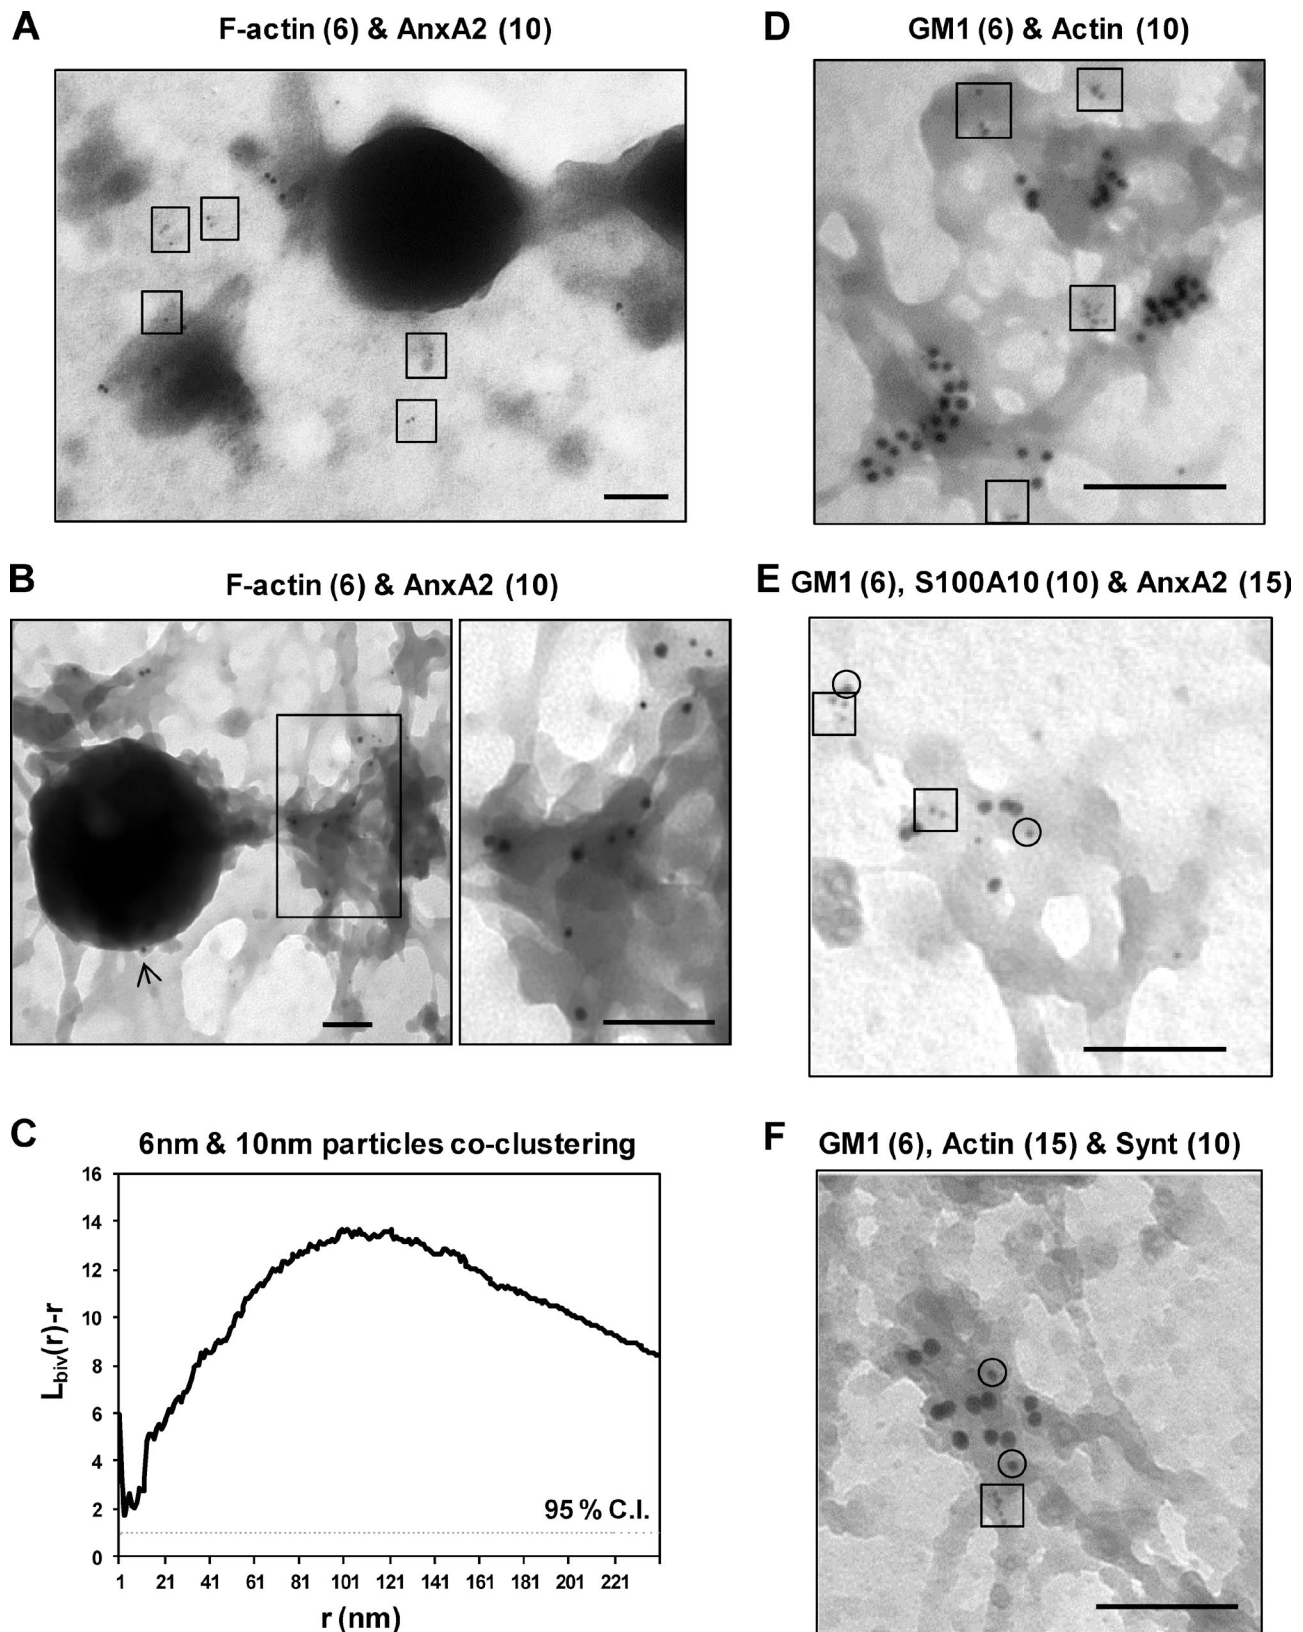 A
F-actin (6) & AnxA2 (10)
B
F-actin (6) & AnxA2 (10)
C
6nm & 10nm particles co-clustering
16
14
12
10
8
6
4
2
0
Lbiv(r)-r
95 % C.I.
1 21 41 61 81 101 121 141 161 181 201 221
r (nm)
D
GM1 (6) & Actin (10)
E
GM1 (6), S100A10 (10) & AnxA2 (15)
F
GM1 (6), Actin (15) & Synt (10)